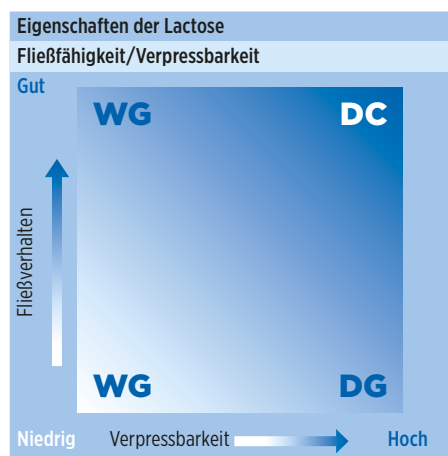 Eigenschaften der Lactose
Fließfähigkeit/Verpressbarkeit
Gut
WG DC
Fließverhalten
WG DG
Niedrig Verpressbarkeit Hoch